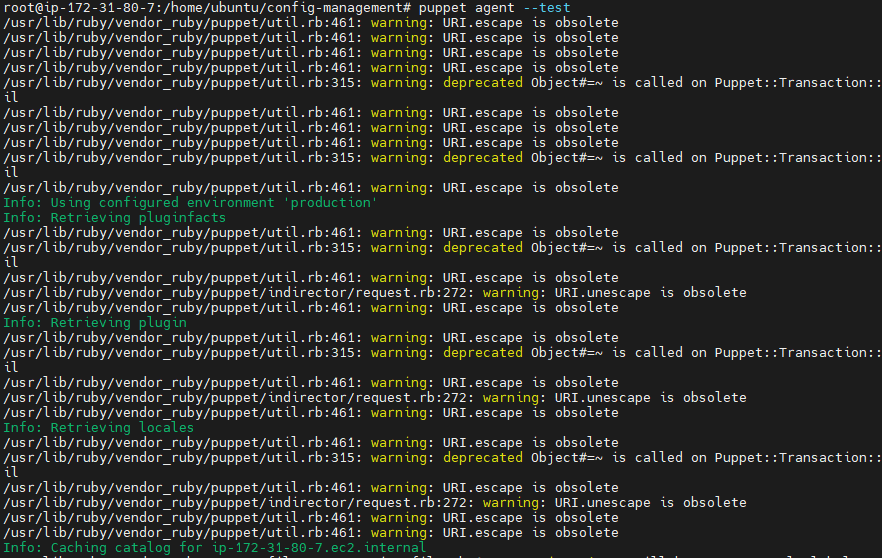 root@ip-172-31-80-7:/home/ubuntu/config-management# puppet agent --test
/usr/lib/ruby/vendor_ruby/puppet/util.rb:461: warning: URI.escape is obsolete
/usr/lib/ruby/vendor_ruby/puppet/util.rb:461: warning: URI.escape is obsolete
/usr/lib/ruby/vendor_ruby/puppet/util.rb:461: warning: URI.escape is obsolete
/usr/lib/ruby/vendor_ruby/puppet/util.rb:461: warning: URI.escape is obsolete
/usr/lib/ruby/vendor_ruby/puppet/util.rb:315: warning: deprecated Object#=~ is called on Puppet::Transaction::
il
/usr/lib/ruby/vendor_ruby/puppet/util.rb:461: warning: URI.escape is obsolete
/usr/lib/ruby/vendor_ruby/puppet/util.rb:461: warning: URI.escape is obsolete
/usr/lib/ruby/vendor_ruby/puppet/util.rb:461: warning: URI.escape is obsolete
/usr/lib/ruby/vendor_ruby/puppet/util.rb:315: warning: deprecated Object#=~ is called on Puppet::Transaction::
il
/usr/lib/ruby/vendor_ruby/puppet/util.rb:461: warning: URI.escape is obsolete
Info: Using configured environment 'production'
Info: Retrieving pluginfacts
/usr/lib/ruby/vendor_ruby/puppet/util.rb:461: warning: URI.escape is obsolete
/usr/lib/ruby/vendor_ruby/puppet/util.rb:315: warning: deprecated Object#=~ is called on Puppet::Transaction::
il
/usr/lib/ruby/vendor_ruby/puppet/util.rb:461: warning: URI.escape is obsolete
/usr/lib/ruby/vendor_ruby/puppet/indirector/request.rb:272: warning: URI.unescape is obsolete
/usr/lib/ruby/vendor_ruby/puppet/util.rb:461: warning: URI.escape is obsolete
Info: Retrieving plugin
/usr/lib/ruby/vendor_ruby/puppet/util.rb:461: warning: URI.escape is obsolete
/usr/lib/ruby/vendor_ruby/puppet/util.rb:315: warning: deprecated Object#=~ is called on Puppet::Transaction::
il
/usr/lib/ruby/vendor_ruby/puppet/util.rb:461: warning: URI.escape is obsolete
/usr/lib/ruby/vendor_ruby/puppet/indirector/request.rb:272: warning: URI.unescape is obsolete
/usr/lib/ruby/vendor_ruby/puppet/util.rb:461: warning: URI.escape is obsolete
Info: Retrieving locales
/usr/lib/ruby/vendor_ruby/puppet/util.rb:461: warning: URI.escape is obsolete
/usr/lib/ruby/vendor_ruby/puppet/util.rb:315: warning: deprecated Object#=~ is called on Puppet::Transaction::
il
/usr/lib/ruby/vendor_ruby/puppet/util.rb:461: warning: URI.escape is obsolete
/usr/lib/ruby/vendor_ruby/puppet/indirector/request.rb:272: warning: URI.unescape is obsolete
/usr/lib/ruby/vendor_ruby/puppet/util.rb:461: warning: URI.escape is obsolete
/usr/lib/ruby/vendor_ruby/puppet/util.rb:461: warning: URI.escape is obsolete
Info: Caching catalog for ip-172-31-80-7.ec2.internal